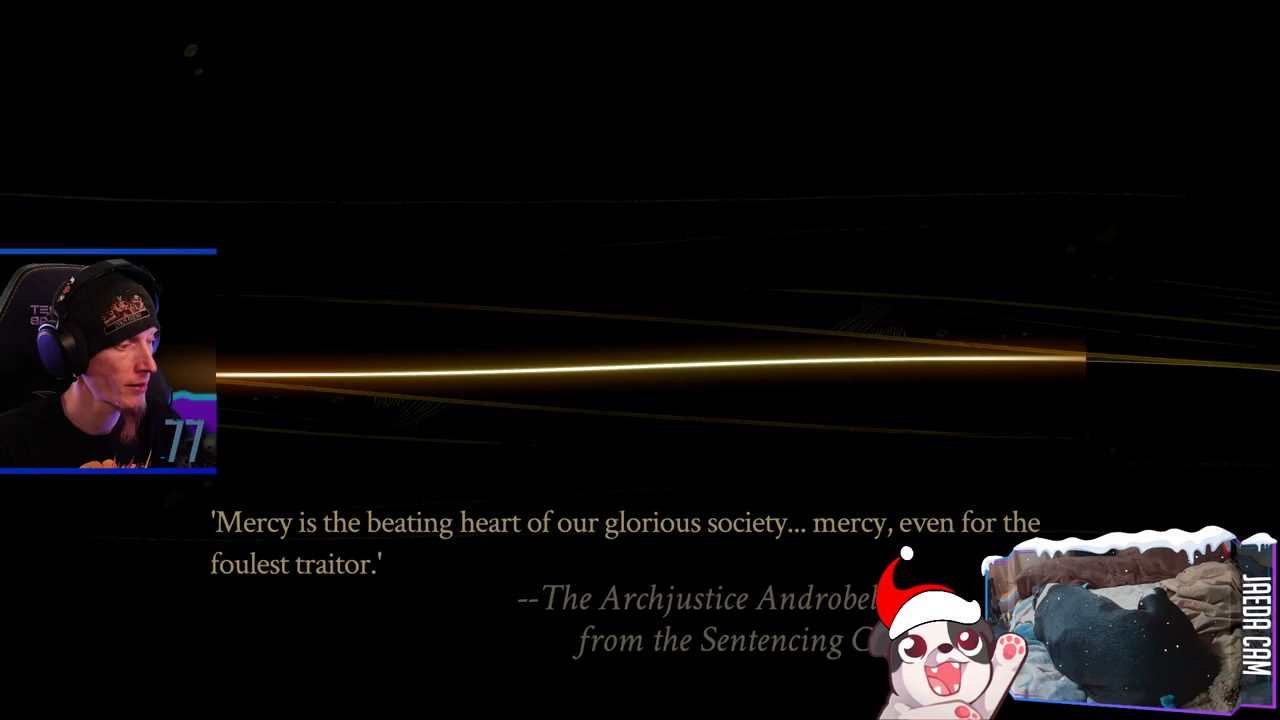 77
'Mercy is the beating heart of our glorious society... mercy, even for the
foulest traitor.'
--The Archjustice
from the Sentencing
JAEDA CAM